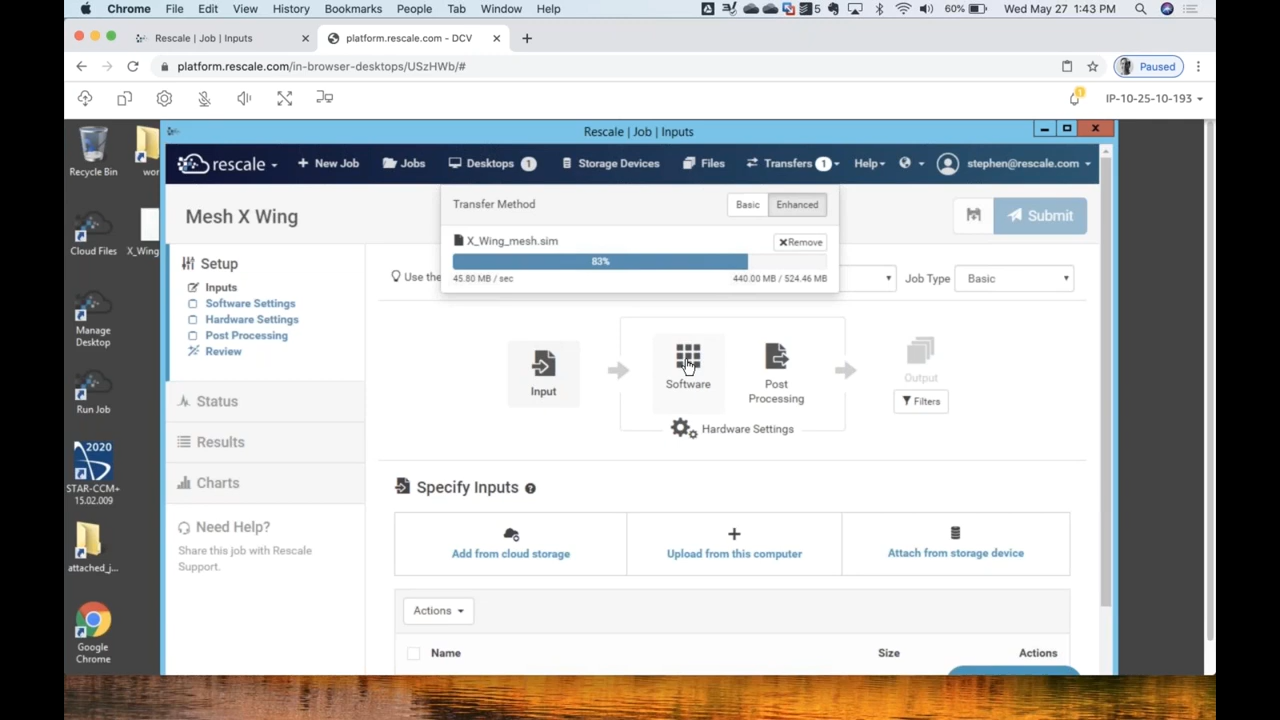 Chrome File Edit View History Bookmarks People Tab Window Help 5 60% Wed May 27 1:43 PM
Rescale | Job | Inputs platform.rescale.com - DCV
platform.rescale.com/in-browser-desktops/USzHWb/# Paused
1 IP-10-25-10-193
Rescale | Job | Inputs
rescale New Job Jobs Desktops 1 Storage Devices Files Transfers 1 Help stephen@rescale.com
Recycle Bin
wor
Cloud Files
X_Wing
Manage
Desktop
Run Job
2020
STAR-CCM+
15.02.009
attached_j...
Google
Chrome
Mesh X Wing
Submit
Transfer Method Basic Enhanced
X_Wing_mesh.sim Remove
83%
45.80 MB / sec 440.00 MB / 524.46 MB
Setup
Inputs
Software Settings
Hardware Settings
Post Processing
Review
Status
Results
Charts
Need Help?
Share this job with Rescale
Support.
Use the
Job Type Basic
Input
Software
Post
Processing
Output
Filters
Hardware Settings
Specify Inputs
Add from cloud storage
Upload from this computer
Attach from storage device
Actions
Name Size Actions